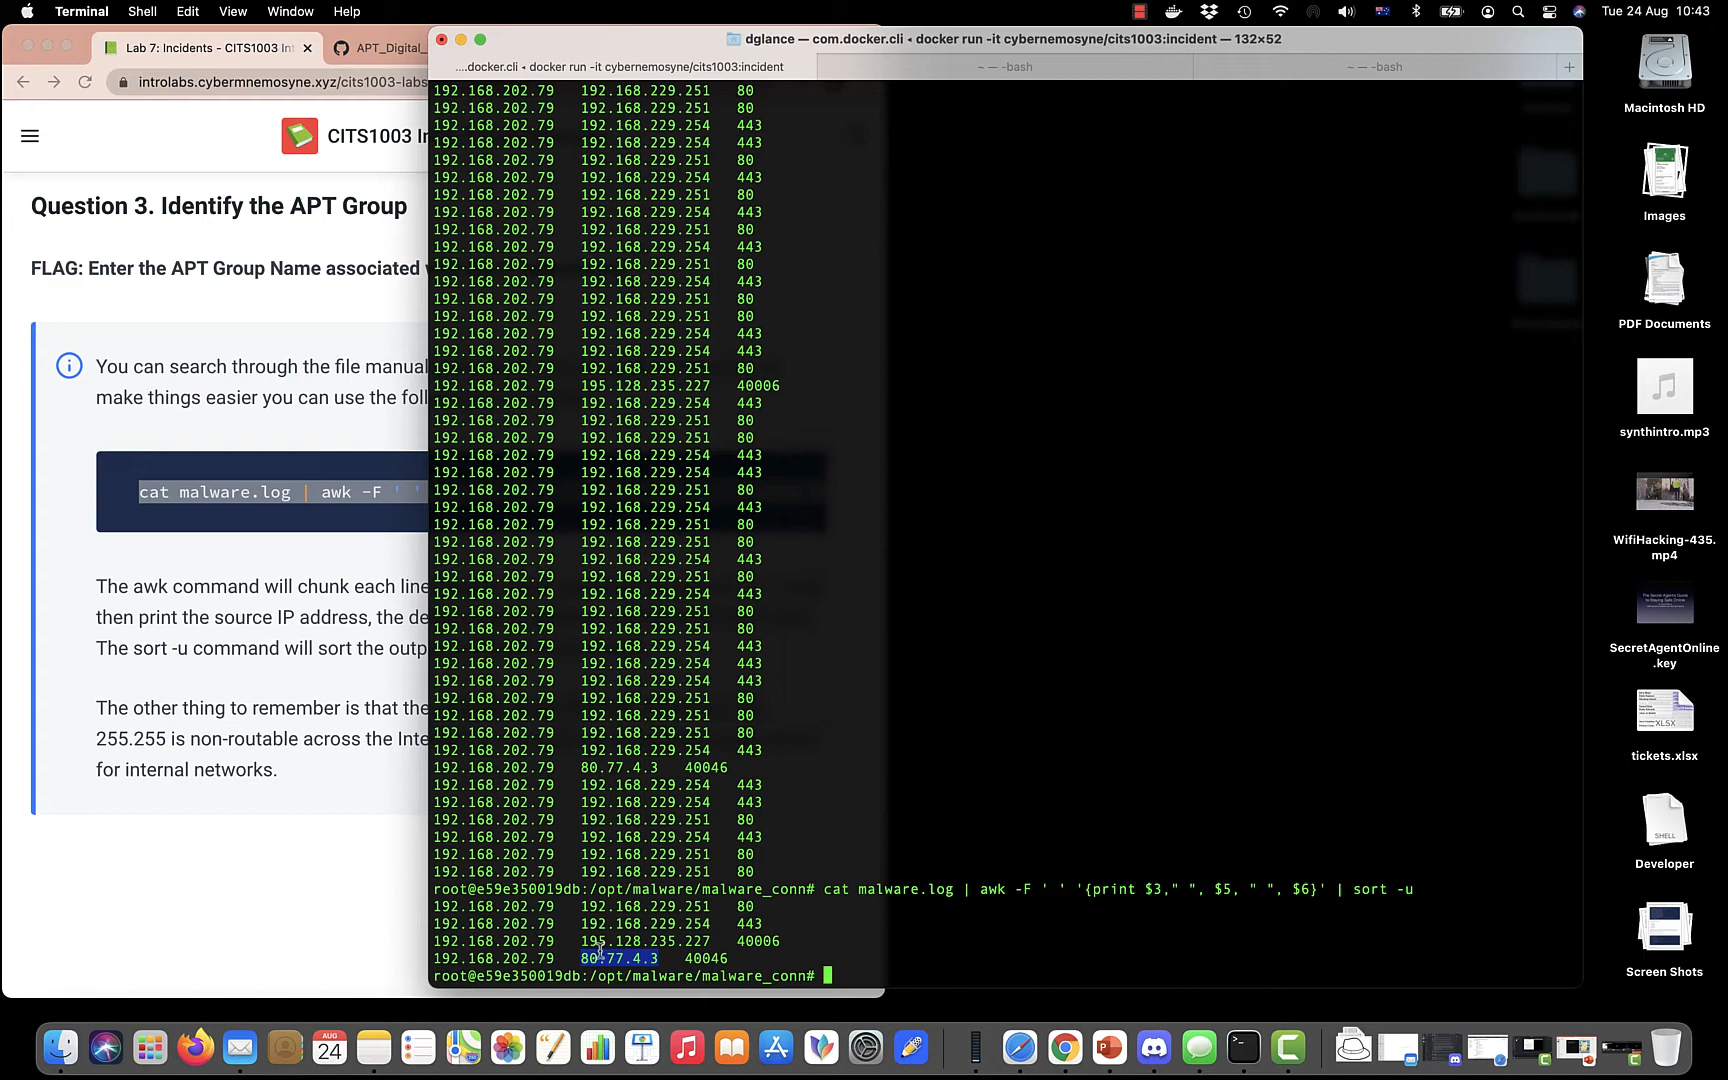 Terminal Shell Edit View Window Help Tue 24 Aug 10:43
Lab 7: Incidents - CITS1003 Int
APT_Digital_
introlabs.cybermnemosyne.xyz/cits1003-labs
CITS1003 In
Question 3. Identify the APT Group
FLAG: Enter the APT Group Name associated
You can search through the file manual
make things easier you can use the foll
cat malware.log | awk -F ' '
The awk command will chunk each line
then print the source IP address, the de
The sort -u command will sort the outp
The other thing to remember is that the
255.255 is non-routable across the Inte
for internal networks.
dglance — com.docker.cli ◂ docker run -it cybernemosyne/cits1003:incident — 132×52
....docker.cli ◂ docker run -it cybernemosyne/cits1003:incident
~ — -bash
~ — -bash
192.168.202.79 192.168.229.251 80
192.168.202.79 192.168.229.251 80
192.168.202.79 192.168.229.254 443
192.168.202.79 192.168.229.254 443
192.168.202.79 192.168.229.251 80
192.168.202.79 192.168.229.254 443
192.168.202.79 192.168.229.251 80
192.168.202.79 192.168.229.254 443
192.168.202.79 192.168.229.251 80
192.168.202.79 192.168.229.254 443
192.168.202.79 192.168.229.251 80
192.168.202.79 192.168.229.254 443
192.168.202.79 192.168.229.251 80
192.168.202.79 192.168.229.251 80
192.168.202.79 192.168.229.254 443
192.168.202.79 192.168.229.254 443
192.168.202.79 192.168.229.251 80
192.168.202.79 195.128.235.227 40006
192.168.202.79 192.168.229.254 443
192.168.202.79 192.168.229.251 80
192.168.202.79 192.168.229.251 80
192.168.202.79 192.168.229.254 443
192.168.202.79 192.168.229.254 443
192.168.202.79 192.168.229.251 80
192.168.202.79 192.168.229.254 443
192.168.202.79 192.168.229.251 80
192.168.202.79 192.168.229.251 80
192.168.202.79 192.168.229.254 443
192.168.202.79 192.168.229.251 80
192.168.202.79 192.168.229.254 443
192.168.202.79 192.168.229.251 80
192.168.202.79 192.168.229.251 80
192.168.202.79 192.168.229.254 443
192.168.202.79 192.168.229.254 443
192.168.202.79 192.168.229.254 443
192.168.202.79 192.168.229.251 80
192.168.202.79 192.168.229.251 80
192.168.202.79 192.168.229.251 80
192.168.202.79 192.168.229.254 443
192.168.202.79 80.77.4.3 40046
192.168.202.79 192.168.229.254 443
192.168.202.79 192.168.229.254 443
192.168.202.79 192.168.229.251 80
192.168.202.79 192.168.229.254 443
192.168.202.79 192.168.229.251 80
192.168.202.79 192.168.229.251 80
root@e59e350019db:/opt/malware/malware_conn# cat malware.log | awk -F ' ' '{print $3," ", $5, " ", $6}' | sort -u
192.168.202.79 192.168.229.251 80
192.168.202.79 192.168.229.254 443
192.168.202.79 195.128.235.227 40006
192.168.202.79 80.77.4.3 40046
root@e59e350019db:/opt/malware/malware_conn#
Macintosh HD
Images
PDF Documents
synthintro.mp3
WifiHacking-435.
mp4
SecretAgentOnline
.key
XLSX
tickets.xlsx
SHELL
Developer
Screen Shots
AUG
24